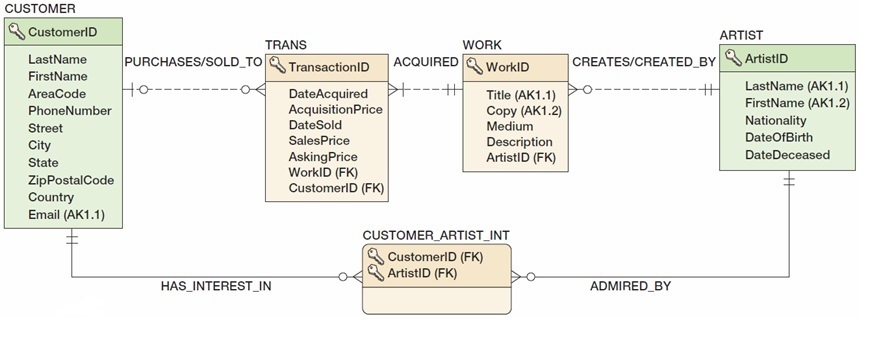 CUSTOMER
CustomerID
LastName
FirstName
AreaCode
PhoneNumber
Street
City
State
ZipPostalCode
Country
Email (AK1.1)
PURCHASES/SOLD_TO
TRANS
TransactionID
DateAcquired
AcquisitionPrice
DateSold
SalesPrice
AskingPrice
WorkID (FK)
CustomerID (FK)
ACQUIRED
WORK
WorkID
Title (AK1.1)
Copy (AK1.2)
Medium
Description
ArtistID (FK)
CREATES/CREATED_BY
ARTIST
ArtistID
LastName (AK1.1)
FirstName (AK1.2)
Nationality
DateOfBirth
DateDeceased
HAS_INTEREST_IN
CUSTOMER_ARTIST_INT
CustomerID (FK)
ArtistID (FK)
ADMIRED_BY